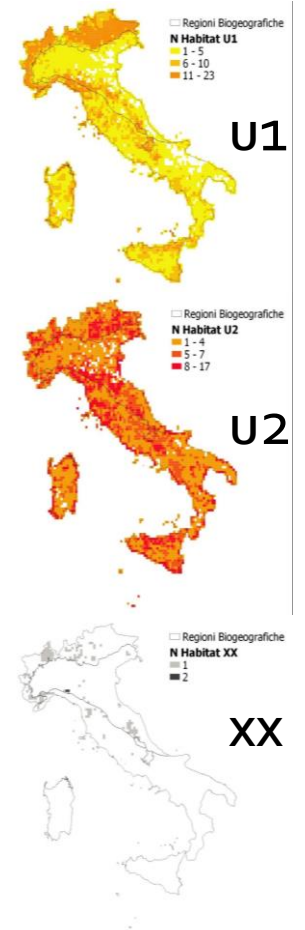 Regioni Biogeografiche
N Habitat U1
1 - 5
6 - 10
11 - 23
U1
Regioni Biogeografiche
N Habitat U2
1 - 4
5 - 7
8 - 17
U2
Regioni Biogeografiche
N Habitat XX
1
2
XX